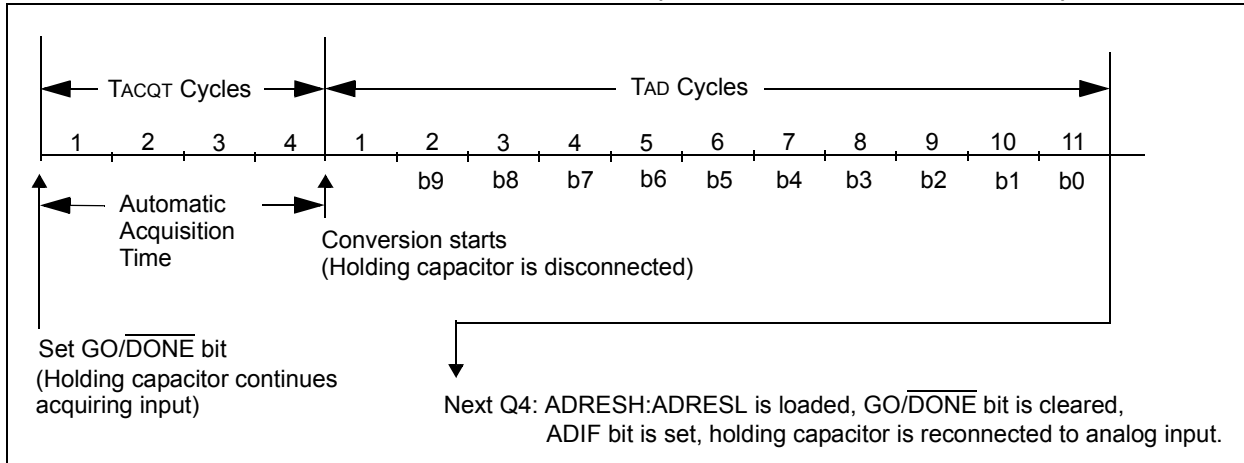 TACQT Cycles
TAD Cycles
1 2 3 4 1 2 3 4 5 6 7 8 9 10 11
b9 b8 b7 b6 b5 b4 b3 b2 b1 b0
Automatic
Acquisition
Time
Conversion starts
(Holding capacitor is disconnected)
Set GO/DONE bit
(Holding capacitor continues
acquiring input)
Next Q4: ADRESH:ADRESL is loaded, GO/DONE bit is cleared,
ADIF bit is set, holding capacitor is reconnected to analog input.